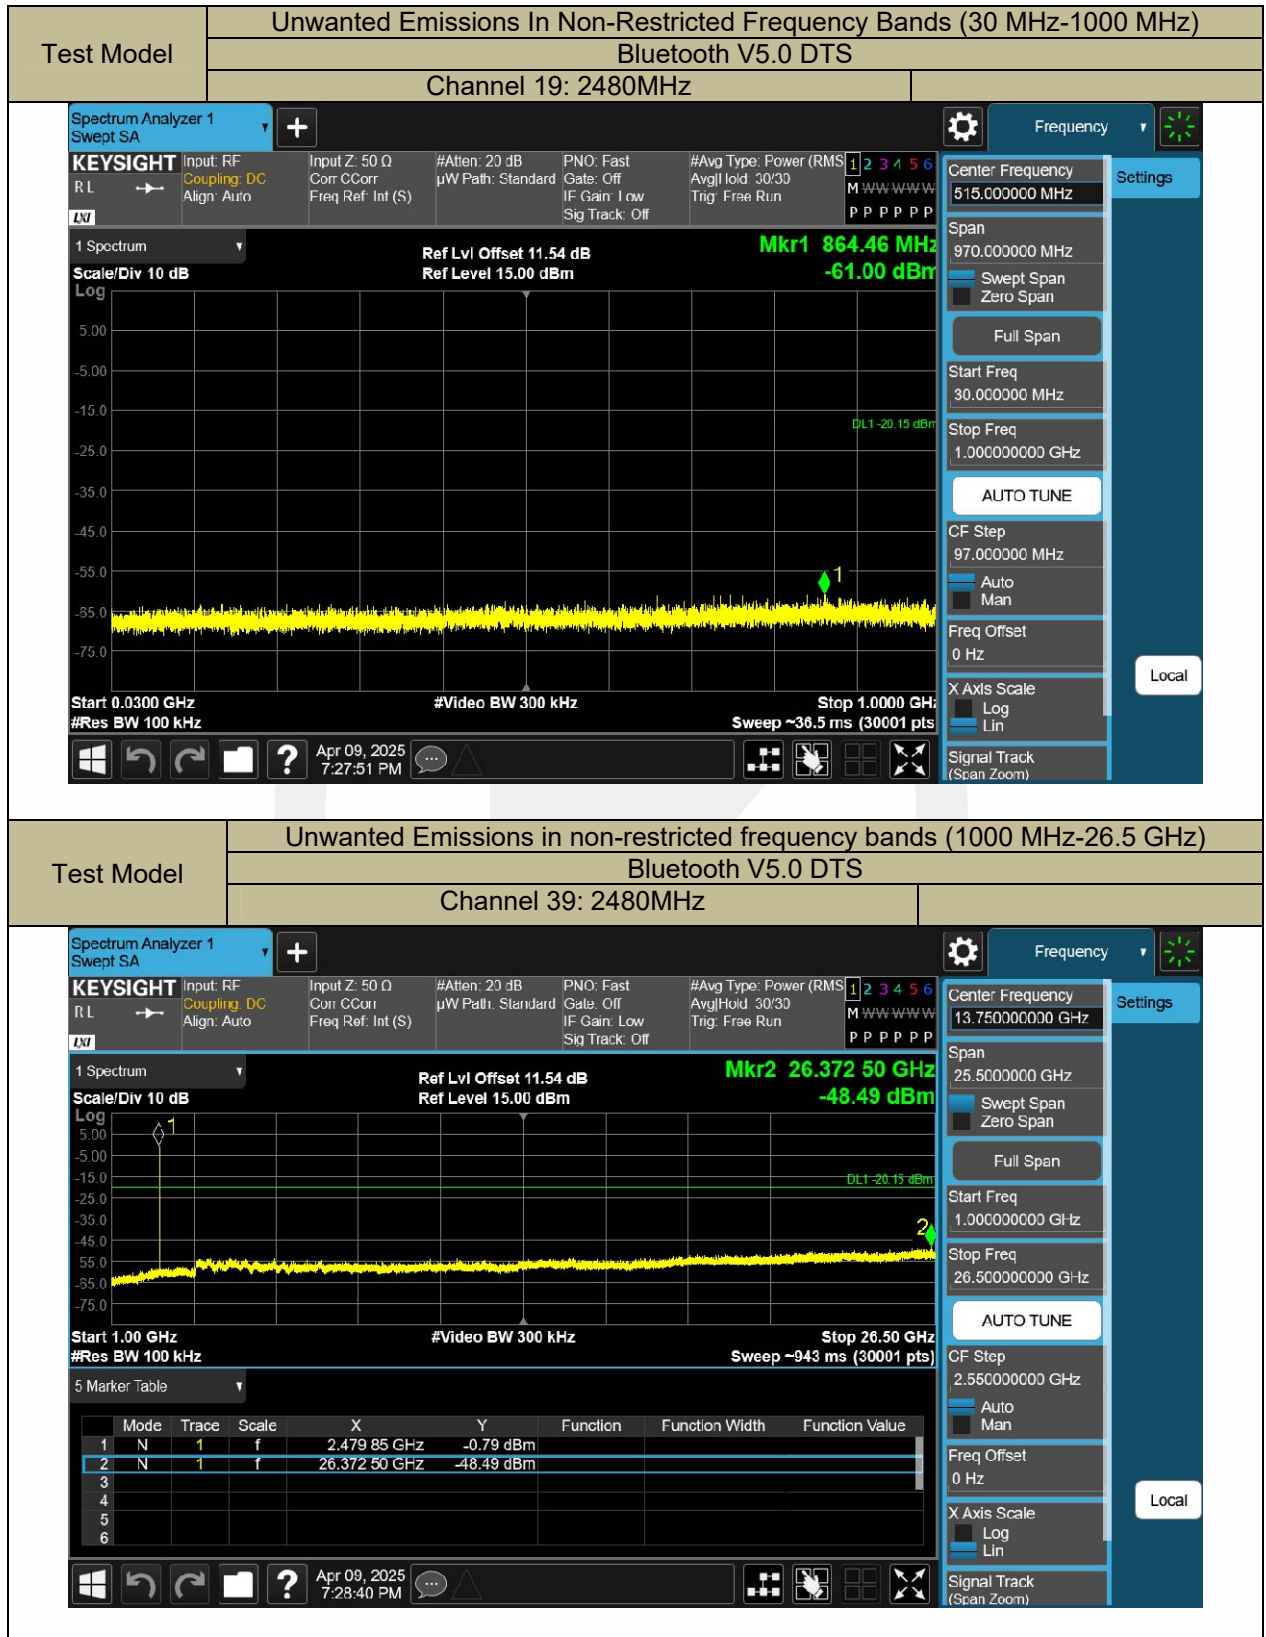 Test Model
Unwanted Emissions In Non-Restricted Frequency Bands (30 MHz-1000 MHz)
Bluetooth V5.0 DTS
Channel 19: 2480MHz
Spectrum Analyzer 1
Swept SA
Frequency
KEYSIGHT
RL
LXI
Input: RF
Coupling: DC
Align: Auto
Input Z: 50 Ω
Corr CCorr
Freq Ref: Int (S)
#Atten: 20 dB
µW Path: Standard
PNO: Fast
Gate: Off
IF Gain: Low
Sig Track: Off
#Avg Type: Power (RMS
Avg|Hold: 30/30
Trig: Free Run
1 2 3 4 5 6
M W W W W W
P P P P P P
1 Spectrum
Scale/Div 10 dB
Log
Ref Lvl Offset 11.54 dB
Ref Level 15.00 dBm
Mkr1 864.46 MHz
-61.00 dBm
5.00
-5.00
-15.0
-25.0
-35.0
-45.0
-55.0
-65.0
-75.0
DL1 -20.15 dBm
1
Start 0.0300 GHz
#Res BW 100 kHz
#Video BW 300 kHz
Stop 1.0000 GHz
Sweep ~36.5 ms (30001 pts
Apr 09, 2025
7:27:51 PM
Center Frequency
515.000000 MHz
Span
970.000000 MHz
Swept Span
Zero Span
Full Span
Start Freq
30.000000 MHz
Stop Freq
1.000000000 GHz
AUTO TUNE
CF Step
97.000000 MHz
Auto
Man
Freq Offset
0 Hz
X Axis Scale
Log
Lin
Signal Track
(Span Zoom)
Settings
Local
Test Model
Unwanted Emissions in non-restricted frequency bands (1000 MHz-26.5 GHz)
Bluetooth V5.0 DTS
Channel 39: 2480MHz
Spectrum Analyzer 1
Swept SA
Frequency
KEYSIGHT
RL
LXI
Input: RF
Coupling: DC
Align: Auto
Input Z: 50 Ω
Corr CCorr
Freq Ref: Int (S)
#Atten: 20 dB
µW Path: Standard
PNO: Fast
Gate: Off
IF Gain: Low
Sig Track: Off
#Avg Type: Power (RMS
Avg|Hold: 30/30
Trig: Free Run
1 2 3 4 5 6
M W W W W W
P P P P P P
1 Spectrum
Scale/Div 10 dB
Log
Ref Lvl Offset 11.54 dB
Ref Level 15.00 dBm
Mkr2 26.372 50 GHz
-48.49 dBm
5.00
-5.00
-15.0
-25.0
-35.0
-45.0
-55.0
-65.0
-75.0
1
DL1 -20.15 dBm
2
Start 1.00 GHz
#Res BW 100 kHz
#Video BW 300 kHz
Stop 26.50 GHz
Sweep ~943 ms (30001 pts)
5 Marker Table
Mode Trace Scale X Y Function Function Width Function Value
1 N 1 f 2.479 85 GHz -0.79 dBm
2 N 1 f 26.372 50 GHz -48.49 dBm
3
4
5
6
Apr 09, 2025
7:28:40 PM
Center Frequency
13.750000000 GHz
Span
25.5000000 GHz
Swept Span
Zero Span
Full Span
Start Freq
1.000000000 GHz
Stop Freq
26.500000000 GHz
AUTO TUNE
CF Step
2.550000000 GHz
Auto
Man
Freq Offset
0 Hz
X Axis Scale
Log
Lin
Signal Track
(Span Zoom)
Settings
Local